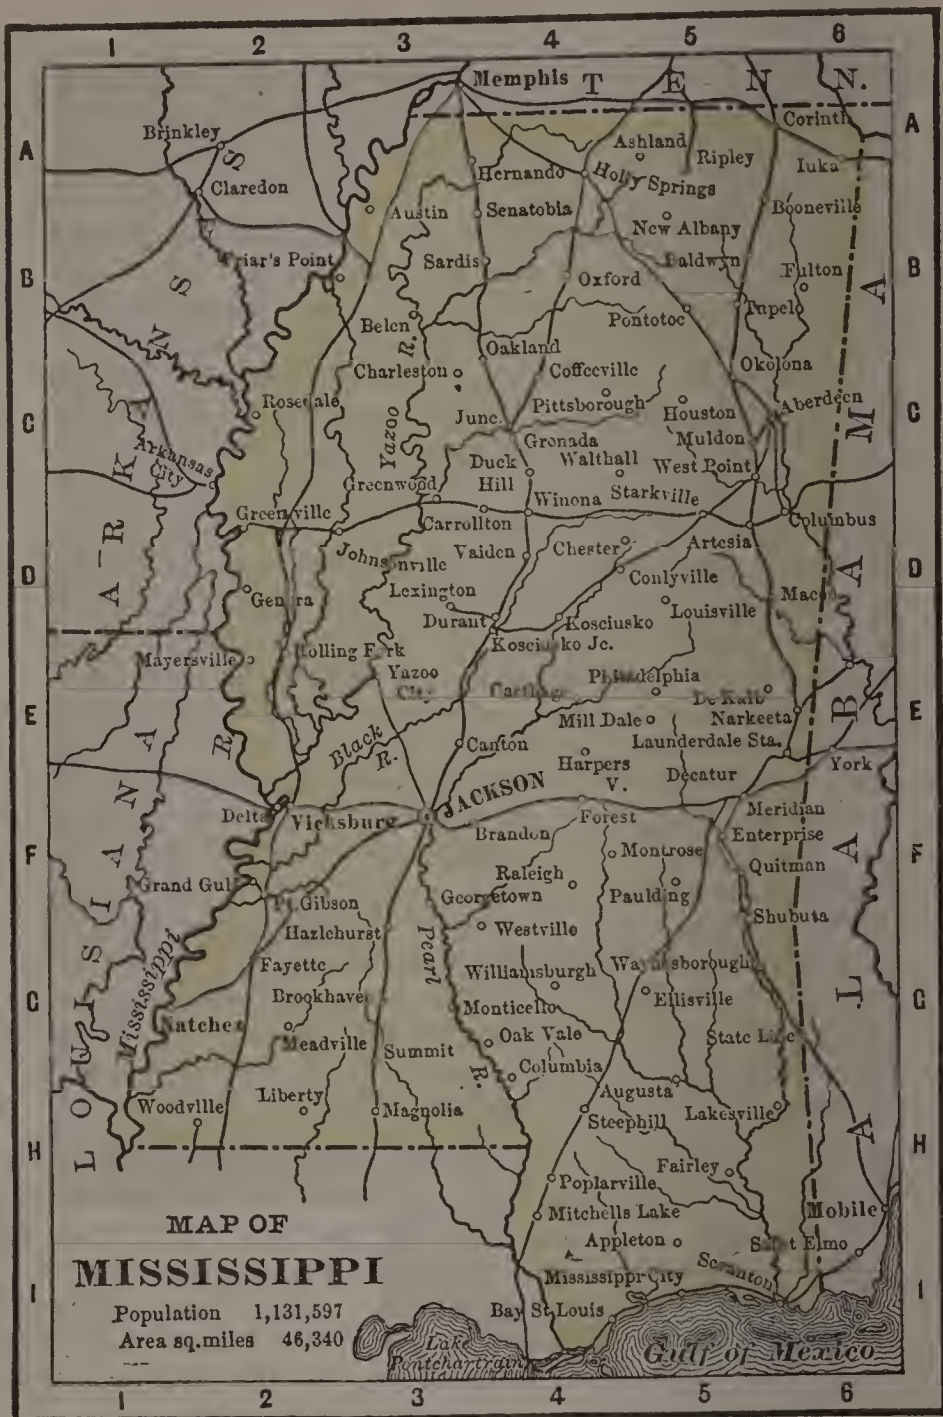 1 2 3 4 5 6
Memphis T E N N.
Corinth
A A
Brinkley
Ashland
Ripley
Iuka
Hernando
Holly Springs
Claredon
Austin
Senatobia
Booneville
New Albany
Friar's Point
Sardis
Baldwyn
B B
Oxford
Fulton
Belen
Pontotoc
Tupelo
R.
Oakland
Okolona
Charleston
Coffeeville
Rosedale
Pittsborough
Houston
Aberdeen
C C
Junc.
Yazoo
Grenada
Muldon
Arkansas
City
Duck
Hill
Walthall
West Point
Greenwood
Winona
Starkville
Greenville
Carrollton
Columbus
Johnsonville
Vaiden
Chester
Artesia
D D
Lexington
Conlyville
Louisville
Macon
Durant
Kosciusko
Kosciusko Jc.
Mayersville
Rolling Fork
Yazoo
City
Carthage
Philadelphia
De Kalb
E E
Mill Dale
Narkeeta
Black
R.
Canton
Launderdale Sta.
Harpers
V.
Decatur
York
R.
JACKSON
Delta
Vicksburg
Brandon
Forest
Meridian
Enterprise
F F
Montrose
Quitman
Grand Gulf
Raleigh
Georgetown
Paulding
Pt. Gibson
Shubuta
Hazlehurst
Westville
Pearl
Fayette
Williamsburgh
Waynesborough
Mississippi
Brookhaven
Ellisville
G G
Monticello
Natchez
Meadville
Oak Vale
State Line
Summit
R.
Columbia
Augusta
Woodville
Liberty
Magnolia
Lakesville
Steephill
H H
Fairley
Poplarville
Mobile
Mitchells Lake
Appleton
Saint Elmo
Scranton
Mississippi City
I I
Bay St. Louis
MAP OF
MISSISSIPPI
Population 1,131,597
Area sq. miles 46,340
Lake
Pontchartrain
Gulf of Mexico
A R K A N S A S
L O U I S I A N A
A L A B A M A
1 2 3 4 5 6